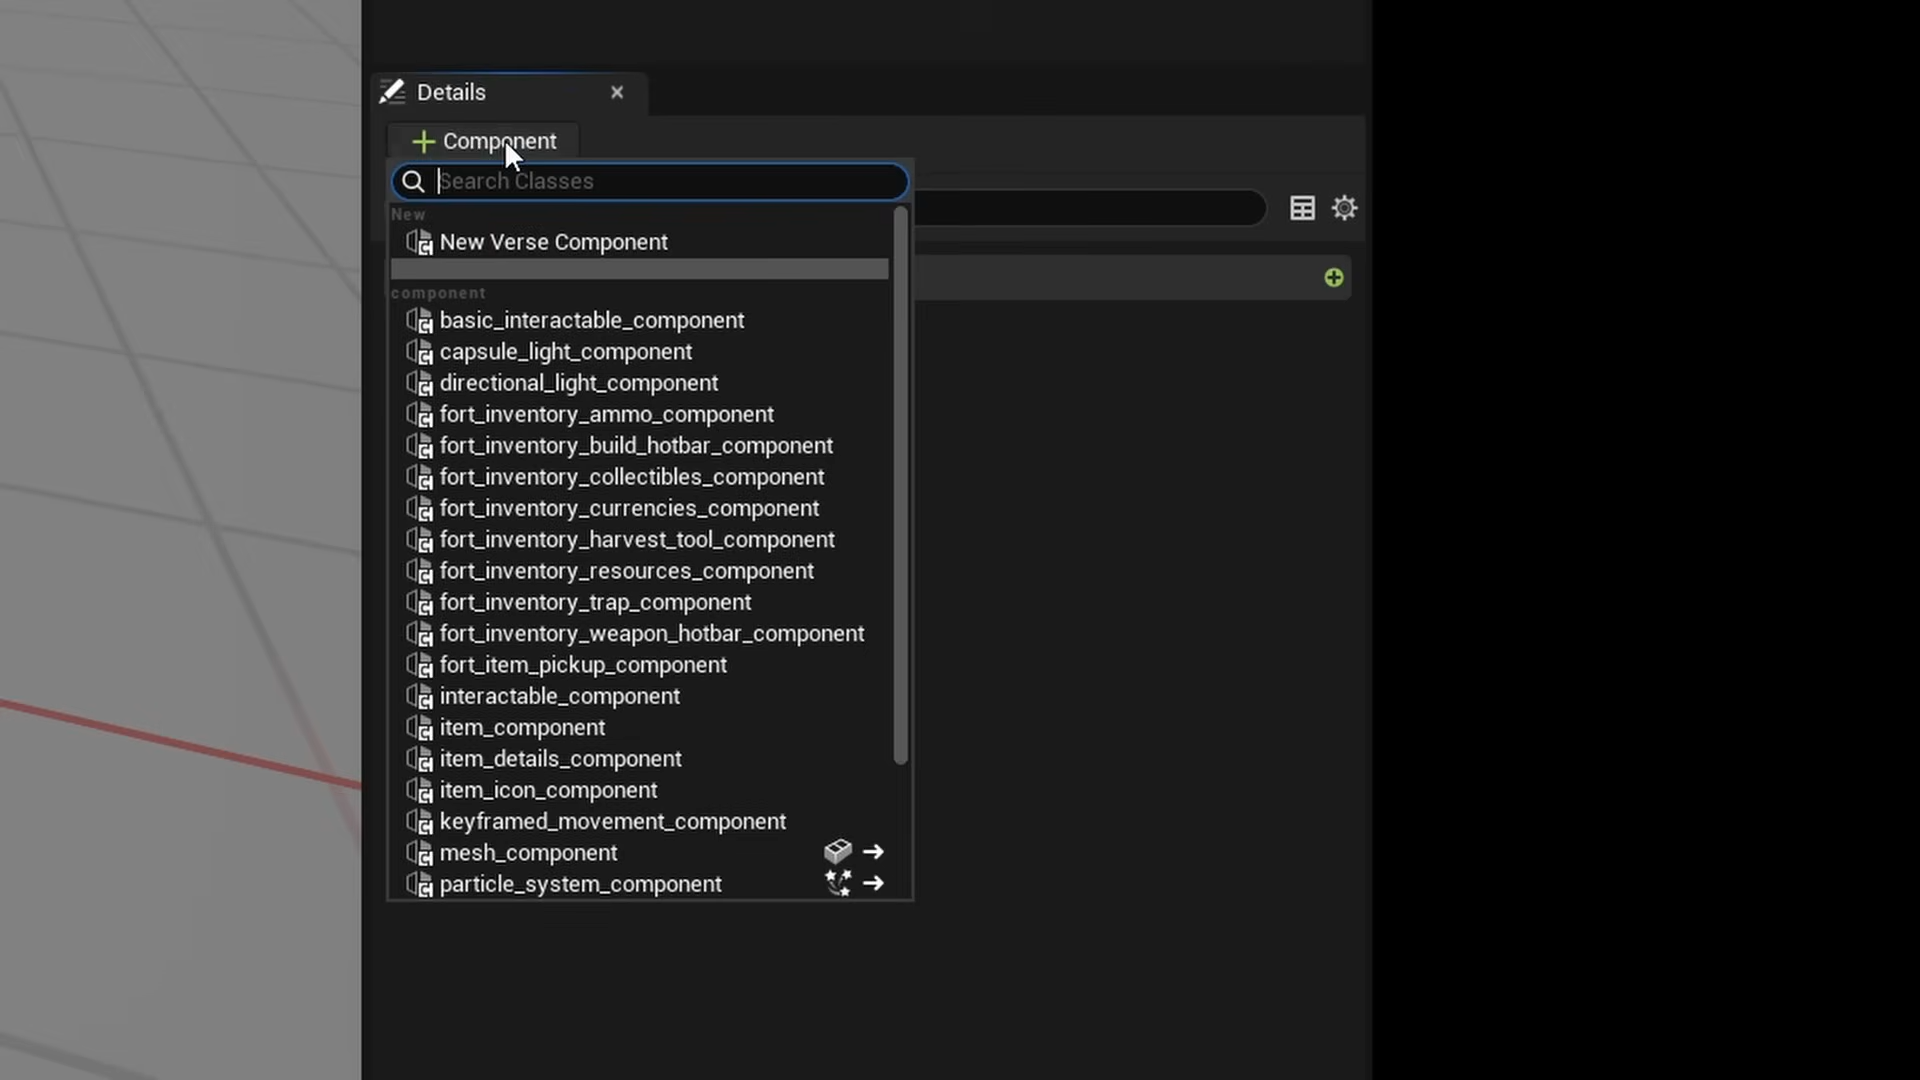 Details
Component
Search Classes
New
New Verse Component
component
basic_interactable_component
capsule_light_component
directional_light_component
fort_inventory_ammo_component
fort_inventory_build_hotbar_component
fort_inventory_collectibles_component
fort_inventory_currencies_component
fort_inventory_harvest_tool_component
fort_inventory_resources_component
fort_inventory_trap_component
fort_inventory_weapon_hotbar_component
fort_item_pickup_component
interactable_component
item_component
item_details_component
item_icon_component
keyframed_movement_component
mesh_component
particle_system_component